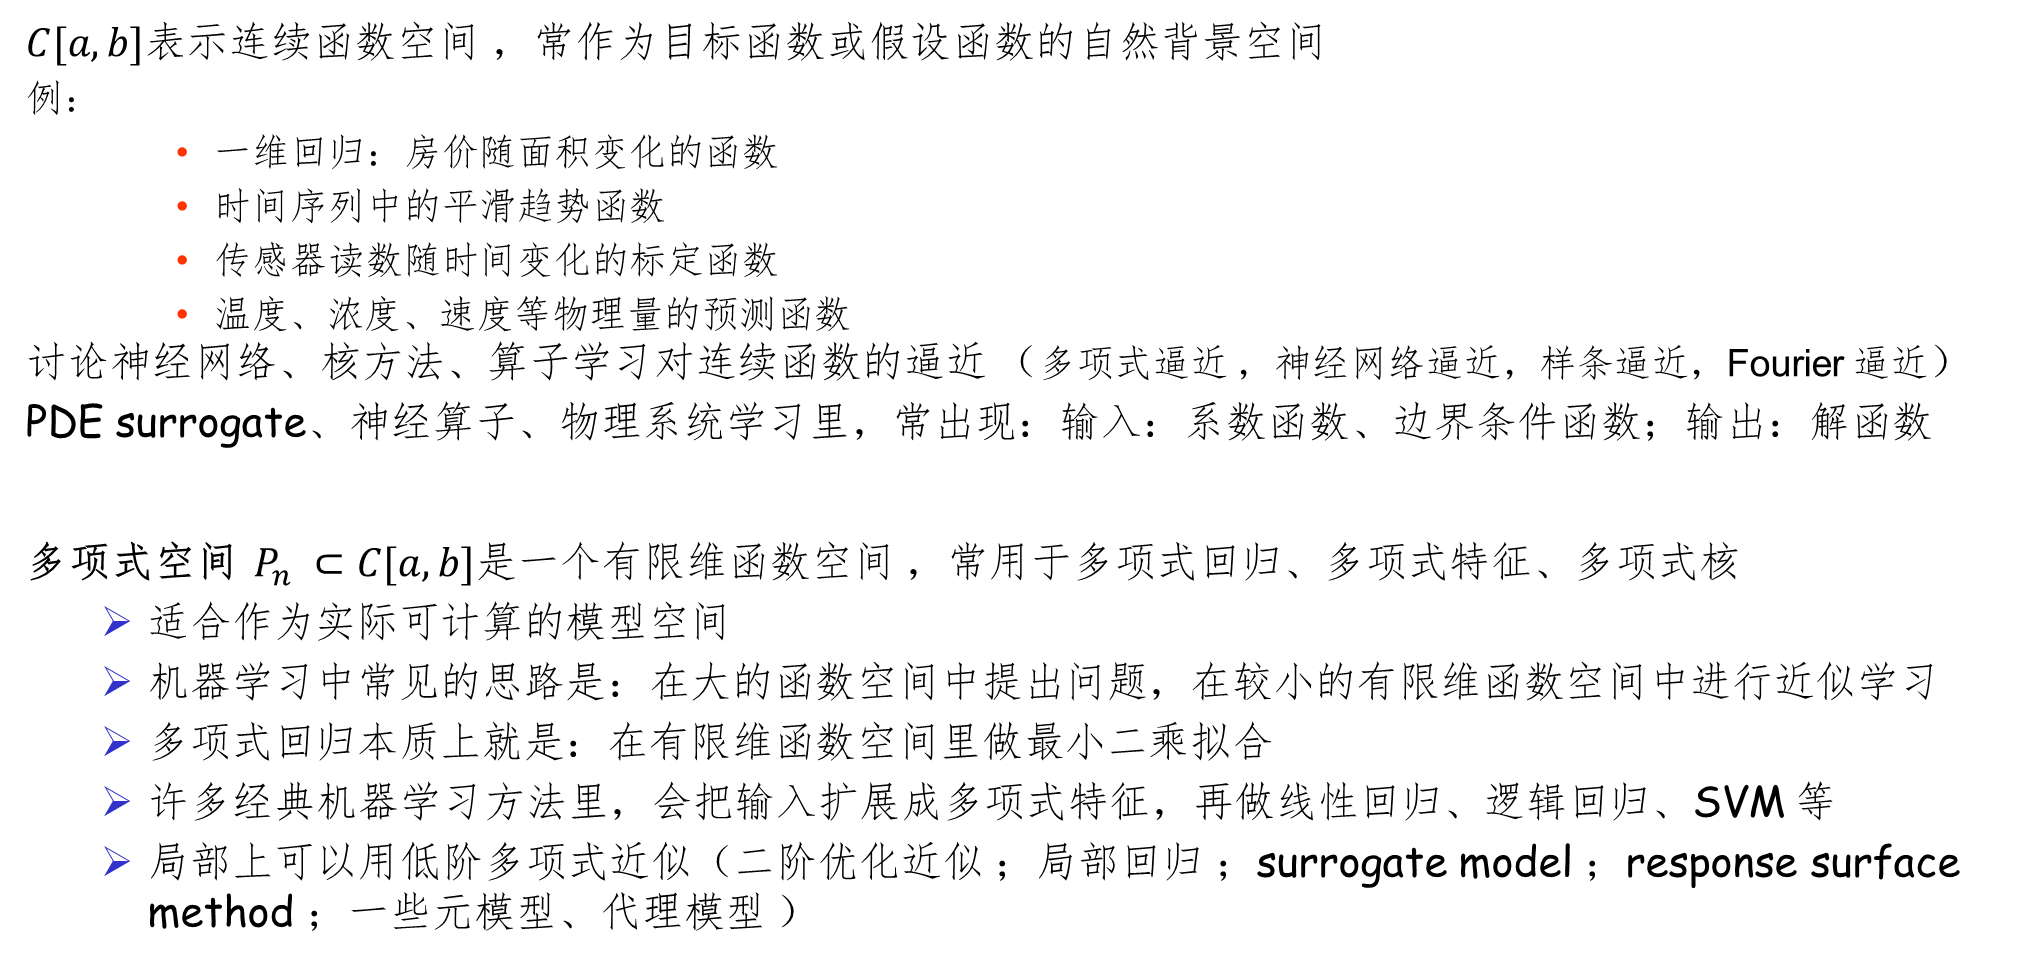 C[a, b]表示连续函数空间 ，常作为目标函数或假设函数的自然背景空间
例：
• 一维回归：房价随面积变化的函数
• 时间序列中的平滑趋势函数
• 传感器读数随时间变化的标定函数
• 温度、浓度、速度等物理量的预测函数
讨论神经网络、核方法、算子学习对连续函数的逼近 （多项式逼近 ，神经网络逼近，样条逼近，Fourier 逼近）
PDE surrogate、神经算子、物理系统学习里，常出现：输入：系数函数、边界条件函数；输出：解函数
多项式空间 Pₙ ⊂ C[a, b]是一个有限维函数空间 ，常用于多项式回归、多项式特征、多项式核
➢ 适合作为实际可计算的模型空间
➢ 机器学习中常见的思路是：在大的函数空间中提出问题，在较小的有限维函数空间中进行近似学习
➢ 多项式回归本质上就是：在有限维函数空间里做最小二乘拟合
➢ 许多经典机器学习方法里，会把输入扩展成多项式特征，再做线性回归、逻辑回归、SVM 等
➢ 局部上可以用低阶多项式近似（二阶优化近似 ；局部回归 ；surrogate model ；response surface
method ；一些元模型、代理模型 ）